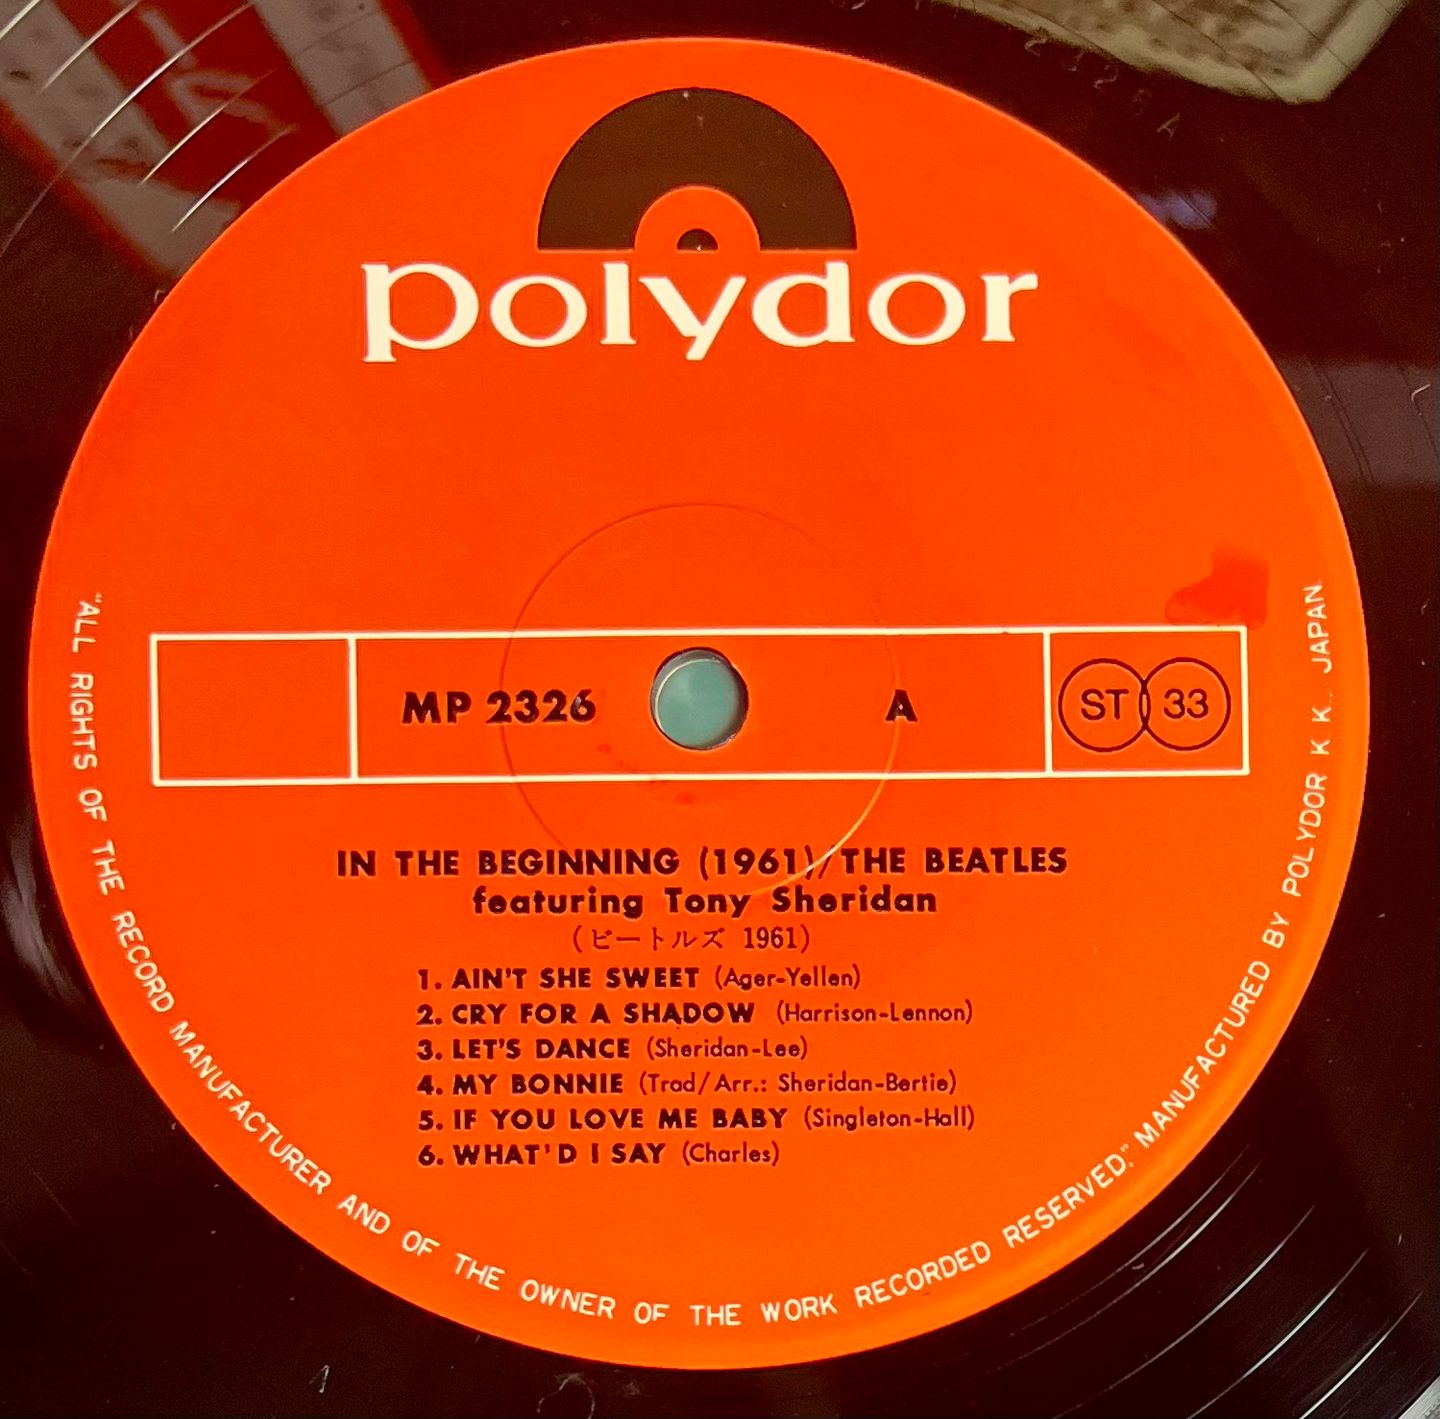 polydor
MP 2326
A
ST 33
IN THE BEGINNING (1961)/THE BEATLES
featuring Tony Sheridan
(ビートルズ 1961)
1. AIN'T SHE SWEET (Ager-Yellen)
2. CRY FOR A SHADOW (Harrison-Lennon)
3. LET'S DANCE (Sheridan-Lee)
4. MY BONNIE (Trad/Arr.: Sheridan-Bertie)
5. IF YOU LOVE ME BABY (Singleton-Hall)
6. WHAT'D I SAY (Charles)
"ALL RIGHTS OF THE RECORD MANUFACTURER AND OF THE OWNER OF THE WORK RECORDED RESERVED." MANUFACTURED BY POLYDOR K.K. JAPAN